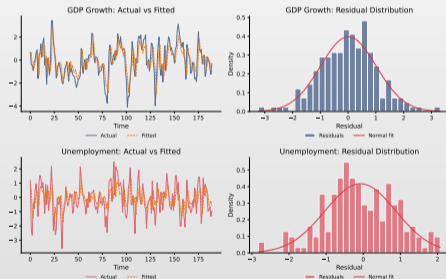 GDP Growth: Actual vs Fitted
2
0
−2
−4
0 25 50 75 100 125 150 175
Time
Actual Fitted
GDP Growth: Residual Distribution
Density
0.5
0.4
0.3
0.2
0.1
0.0
−3 −2 −1 0 1 2 3
Residual
Residuals Normal fit
Unemployment: Actual vs Fitted
2
1
0
−1
−2
−3
0 25 50 75 100 125 150 175
Time
Actual Fitted
Unemployment: Residual Distribution
Density
0.5
0.4
0.3
0.2
0.1
0.0
−3 −2 −1 0 1 2
Residual
Residuals Normal fit